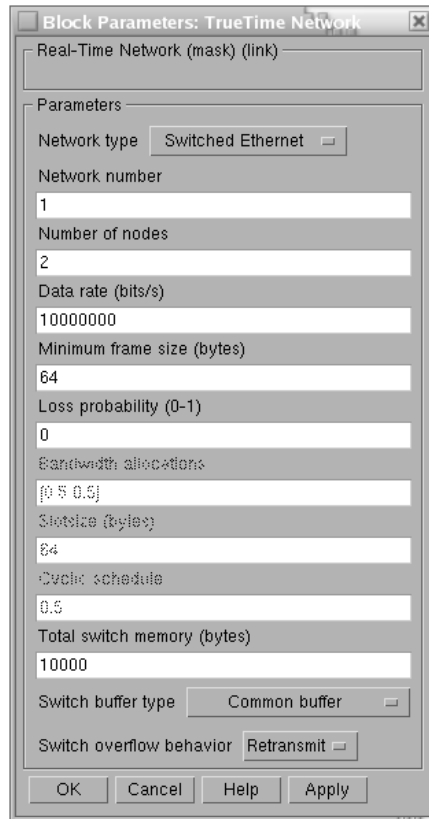 Block Parameters: TrueTime Network
Real-Time Network (mask) (link)
Parameters
Network type Switched Ethernet
Network number
1
Number of nodes
2
Data rate (bits/s)
10000000
Minimum frame size (bytes)
64
Loss probability (0-1)
0
Bandwidth allocations
[0.5 0.5]
Slotsize (bytes)
64
Cyclic schedule
0.5
Total switch memory (bytes)
10000
Switch buffer type Common buffer
Switch overflow behavior Retransmit
OK Cancel Help Apply